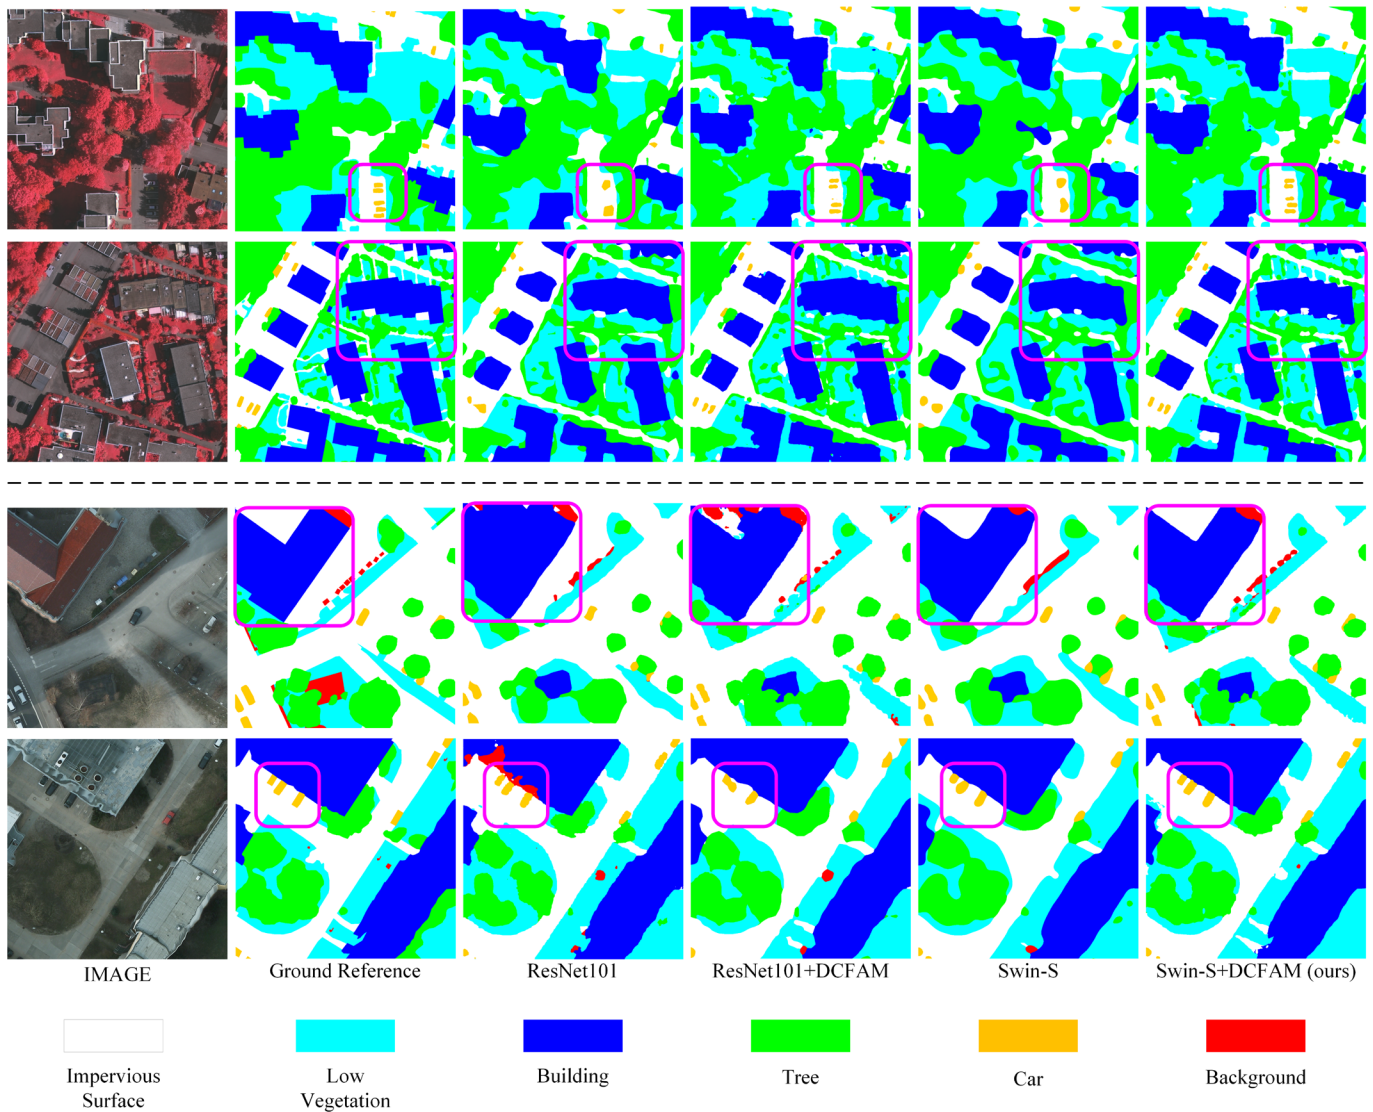 IMAGE
Ground Reference
ResNet101
ResNet101+DCFAM
Swin-S
Swin-S+DCFAM (ours)
Impervious
Surface
Low
Vegetation
Building
Tree
Car
Background